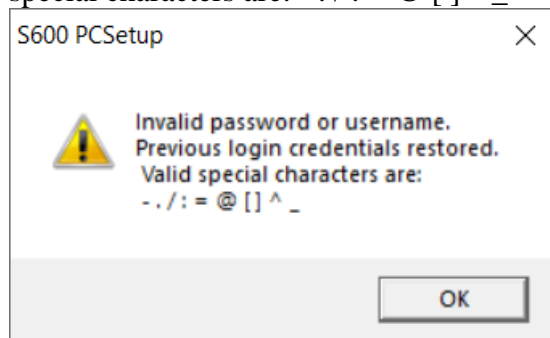 special characters are: - . / : = @ [ ] ^ _
S600 PCSetup
Invalid password or username.
Previous login credentials restored.
Valid special characters are:
- . / : = @ [] ^ _
OK